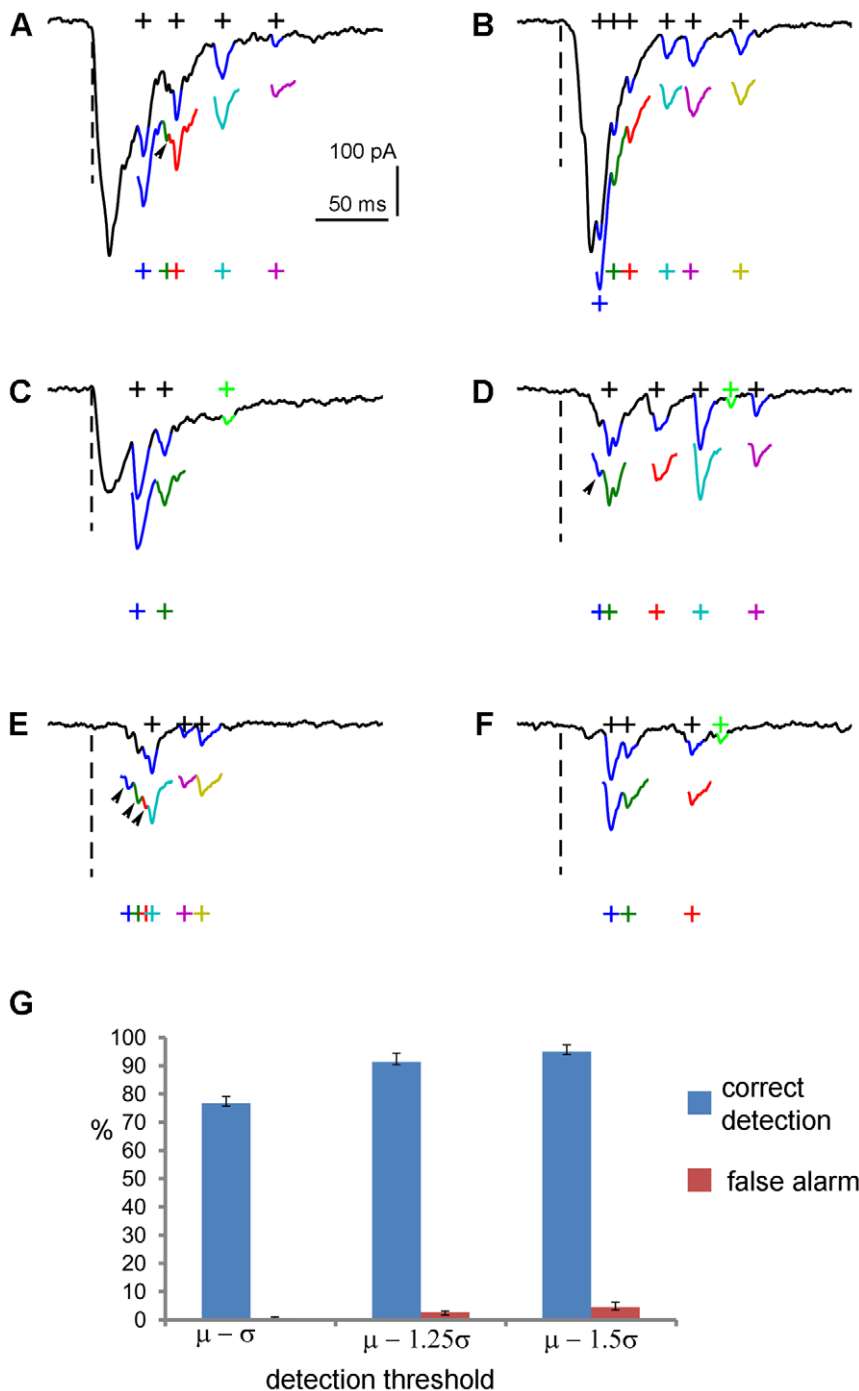 A
B
100 pA
50 ms
C
D
E
F
G
100
90
80
70
60
50
40
30
20
10
0
%
μ − σ
μ − 1.25σ
μ − 1.5σ
detection threshold
correct
detection
false alarm